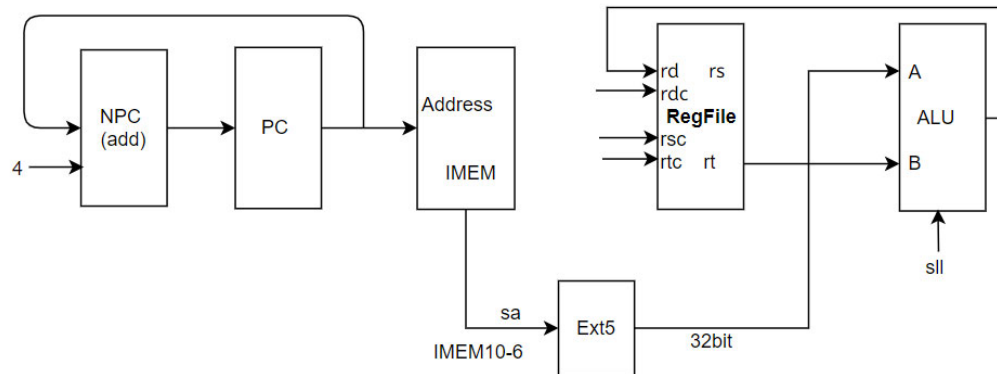 NPC
(add)
4
PC
Address
IMEM
sa
IMEM10-6
Ext5
32bit
rd rs
rdc
RegFile
rsc
rtc rt
A
ALU
B
sll